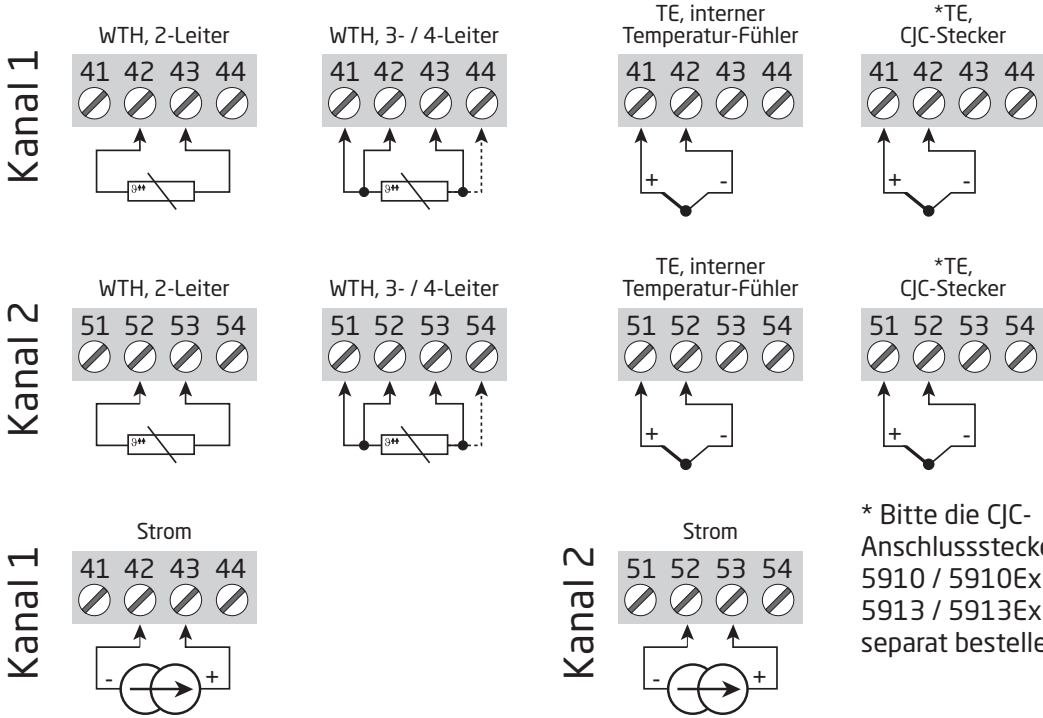 Kanal 1
WTH, 2-Leiter
41 42 43 44
WTH, 3- / 4-Leiter
41 42 43 44
+ -
TE, interner
Temperatur-Fühler
41 42 43 44
+ -
*TE,
CJC-Stecker
41 42 43 44
Kanal 2
WTH, 2-Leiter
51 52 53 54
WTH, 3- / 4-Leiter
51 52 53 54
TE, interner
Temperatur-Fühler
51 52 53 54
+ -
*TE,
CJC-Stecker
51 52 53 54
+ -
Kanal 1
Strom
41 42 43 44
- +
Kanal 2
Strom
51 52 53 54
- +
* Bitte die CJC-
5910 / 5910Ex
5913 / 5913Ex
separat